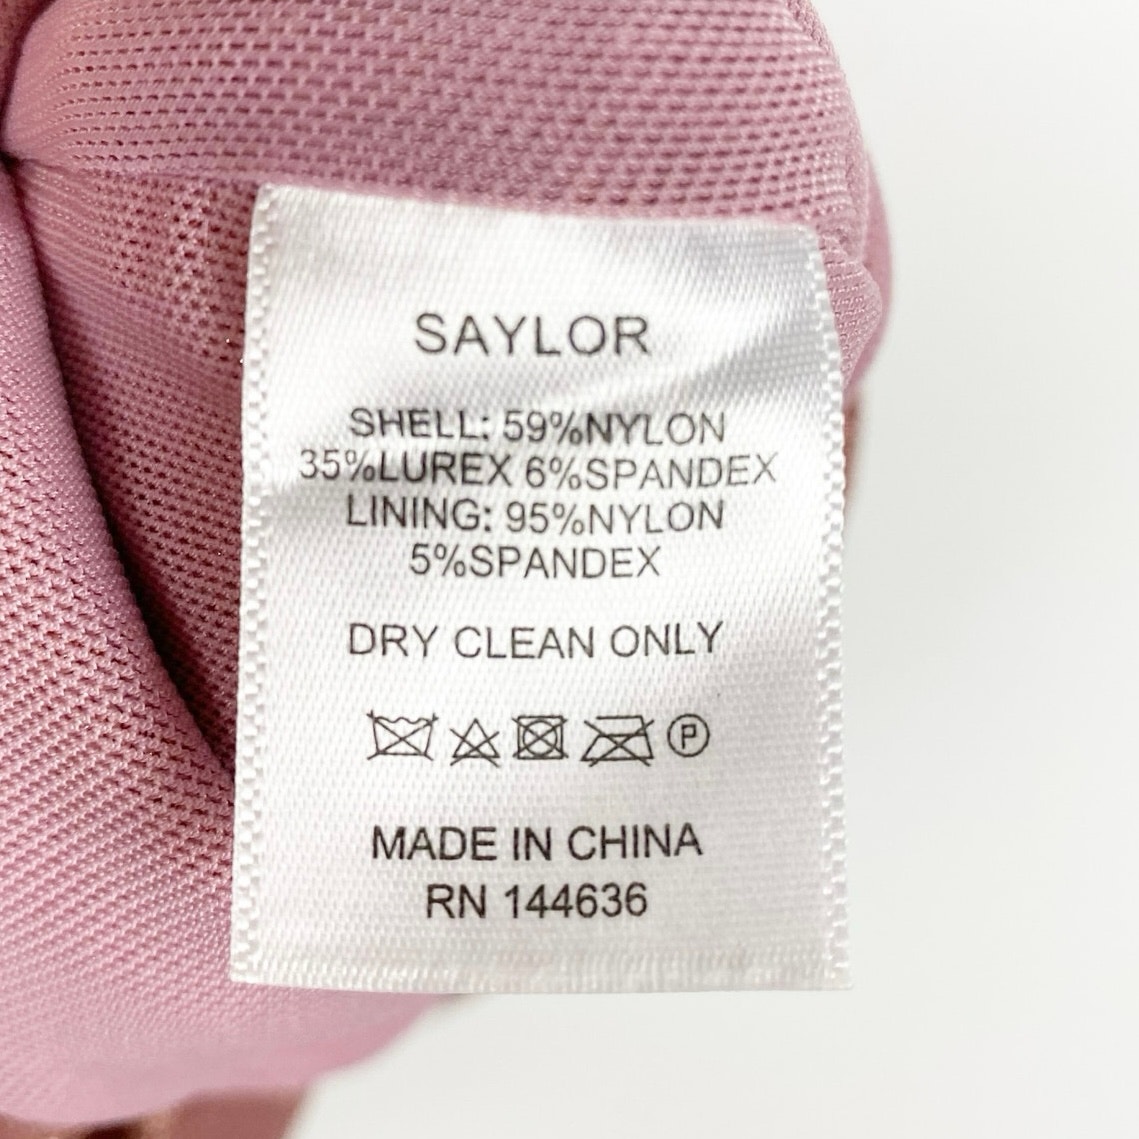 SAYLOR
SHELL: 59%NYLON
35%LUREX 6%SPANDEX
LINING: 95%NYLON
5%SPANDEX
DRY CLEAN ONLY
P
MADE IN CHINA
RN 144636